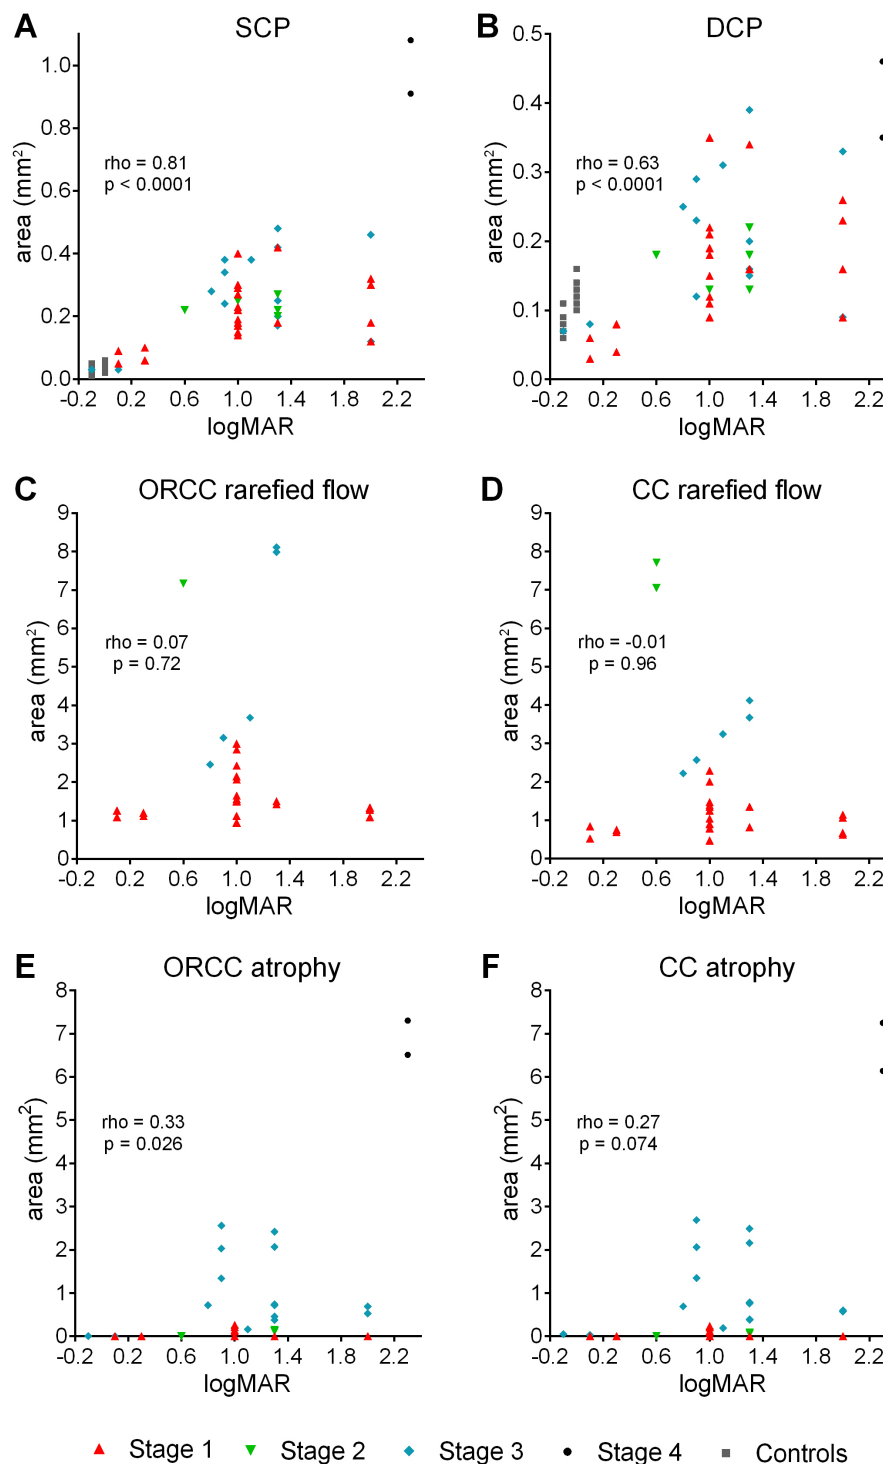 A SCP
area (mm²)
1.0
0.8
0.6
0.4
0.2
0.0
rho = 0.81
p < 0.0001
-0.2 0.2 0.6 1.0 1.4 1.8 2.2
logMAR
B DCP
area (mm²)
0.5
0.4
0.3
0.2
0.1
0.0
rho = 0.63
p < 0.0001
-0.2 0.2 0.6 1.0 1.4 1.8 2.2
logMAR
C ORCC rarefied flow
area (mm²)
9
8
7
6
5
4
3
2
1
0
rho = 0.07
p = 0.72
-0.2 0.2 0.6 1.0 1.4 1.8 2.2
logMAR
D CC rarefied flow
area (mm²)
9
8
7
6
5
4
3
2
1
0
rho = -0.01
p = 0.96
-0.2 0.2 0.6 1.0 1.4 1.8 2.2
logMAR
E ORCC atrophy
area (mm²)
8
7
6
5
4
3
2
1
0
rho = 0.33
p = 0.026
-0.2 0.2 0.6 1.0 1.4 1.8 2.2
logMAR
F CC atrophy
area (mm²)
8
7
6
5
4
3
2
1
0
rho = 0.27
p = 0.074
-0.2 0.2 0.6 1.0 1.4 1.8 2.2
logMAR
Stage 1 Stage 2 Stage 3 Stage 4 Controls